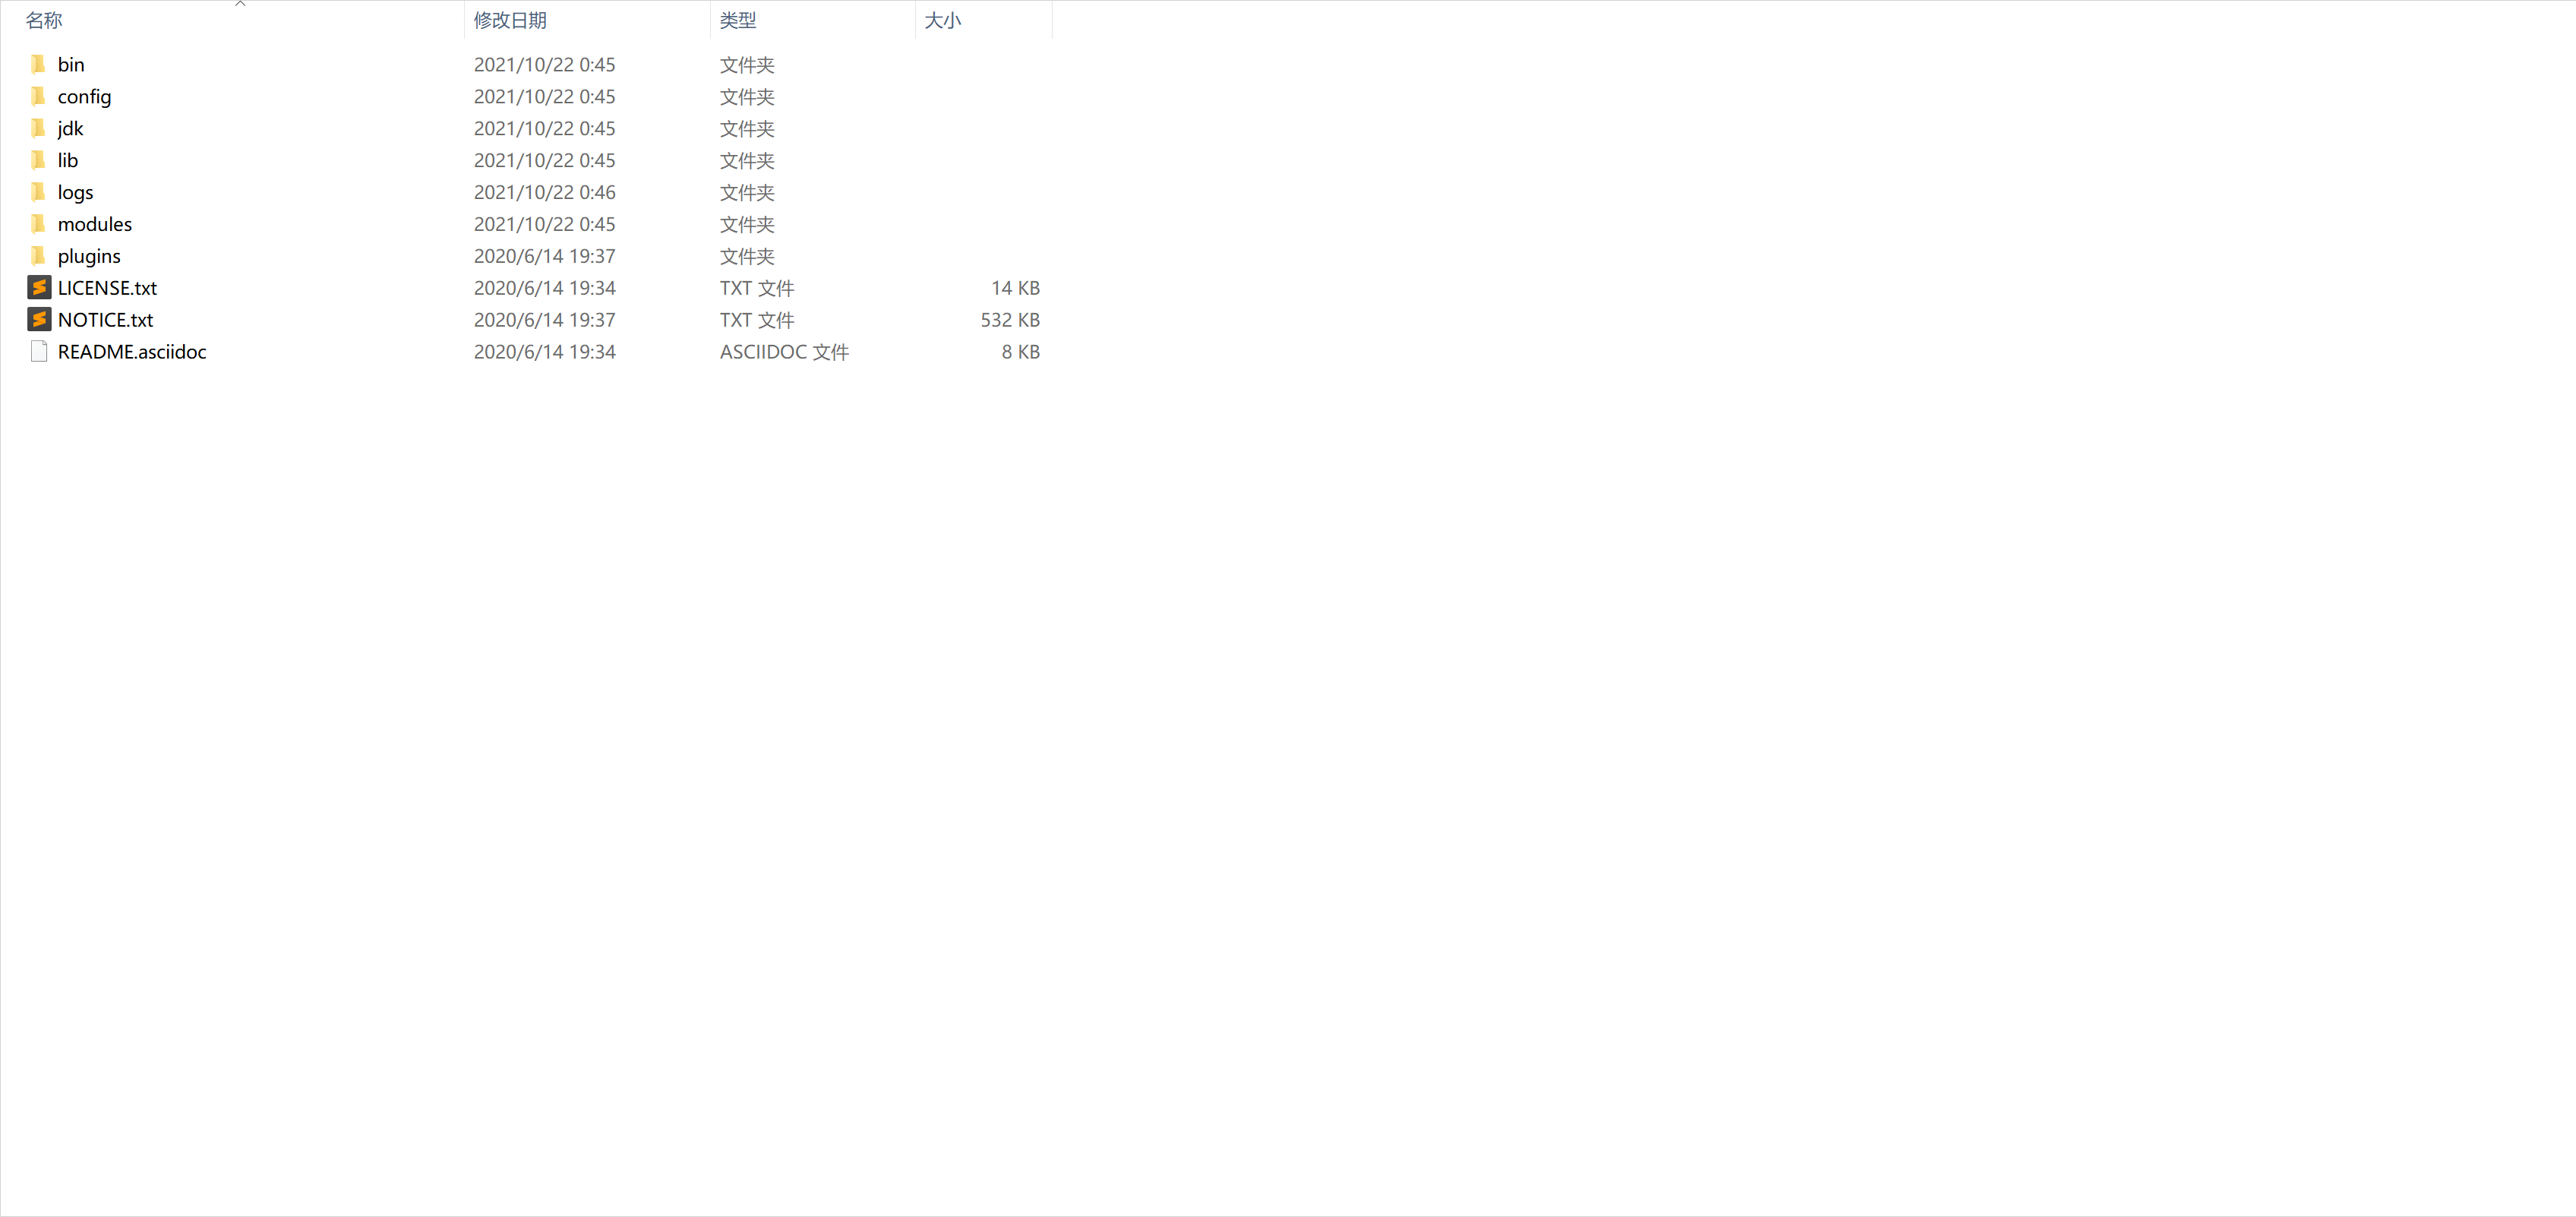 名称 修改日期 类型 大小
bin 2021/10/22 0:45 文件夹
config 2021/10/22 0:45 文件夹
jdk 2021/10/22 0:45 文件夹
lib 2021/10/22 0:45 文件夹
logs 2021/10/22 0:46 文件夹
modules 2021/10/22 0:45 文件夹
plugins 2020/6/14 19:37 文件夹
LICENSE.txt 2020/6/14 19:34 TXT 文件 14 KB
NOTICE.txt 2020/6/14 19:37 TXT 文件 532 KB
README.asciidoc 2020/6/14 19:34 ASCIIDOC 文件 8 KB